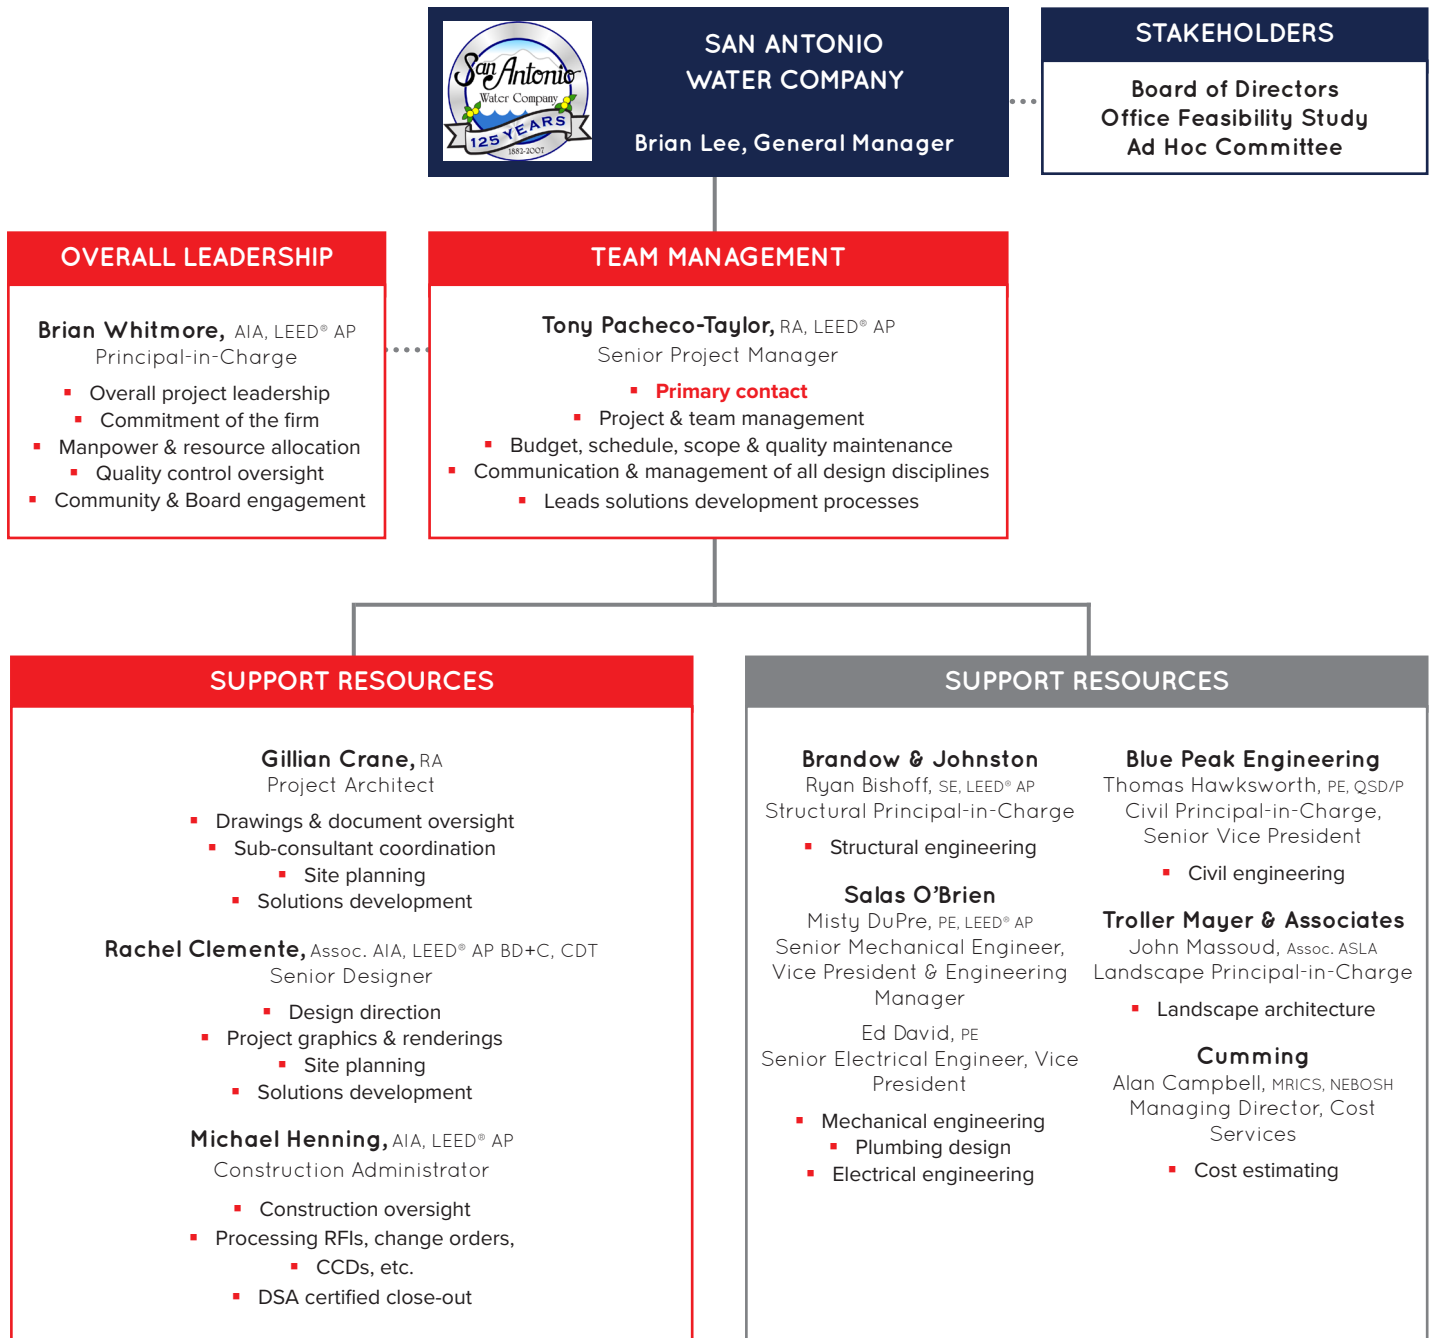 San Antonio
Water Company
125 YEARS
1882-2007
SAN ANTONIO
WATER COMPANY
Brian Lee, General Manager
STAKEHOLDERS
Board of Directors
Office Feasibility Study
Ad Hoc Committee
OVERALL LEADERSHIP
Brian Whitmore, AIA, LEED® AP
Principal-in-Charge
▪ Overall project leadership
▪ Commitment of the firm
▪ Manpower & resource allocation
▪ Quality control oversight
▪ Community & Board engagement
TEAM MANAGEMENT
Tony Pacheco-Taylor, RA, LEED® AP
Senior Project Manager
▪ Primary contact
▪ Project & team management
▪ Budget, schedule, scope & quality maintenance
▪ Communication & management of all design disciplines
▪ Leads solutions development processes
SUPPORT RESOURCES
Gillian Crane, RA
Project Architect
▪ Drawings & document oversight
▪ Sub-consultant coordination
▪ Site planning
▪ Solutions development
Rachel Clemente, Assoc. AIA, LEED® AP BD+C, CDT
Senior Designer
▪ Design direction
▪ Project graphics & renderings
▪ Site planning
▪ Solutions development
Michael Henning, AIA, LEED® AP
Construction Administrator
▪ Construction oversight
▪ Processing RFIs, change orders,
▪ CCDs, etc.
▪ DSA certified close-out
SUPPORT RESOURCES
Brandow & Johnston
Ryan Bishoff, SE, LEED® AP
Structural Principal-in-Charge
▪ Structural engineering
Salas O'Brien
Misty DuPre, PE, LEED® AP
Senior Mechanical Engineer,
Vice President & Engineering
Manager
Ed David, PE
Senior Electrical Engineer, Vice
President
▪ Mechanical engineering
▪ Plumbing design
▪ Electrical engineering
Blue Peak Engineering
Thomas Hawksworth, PE, QSD/P
Civil Principal-in-Charge,
Senior Vice President
▪ Civil engineering
Troller Mayer & Associates
John Massoud, Assoc. ASLA
Landscape Principal-in-Charge
▪ Landscape architecture
Cumming
Alan Campbell, MRICS, NEBOSH
Managing Director, Cost
Services
▪ Cost estimating